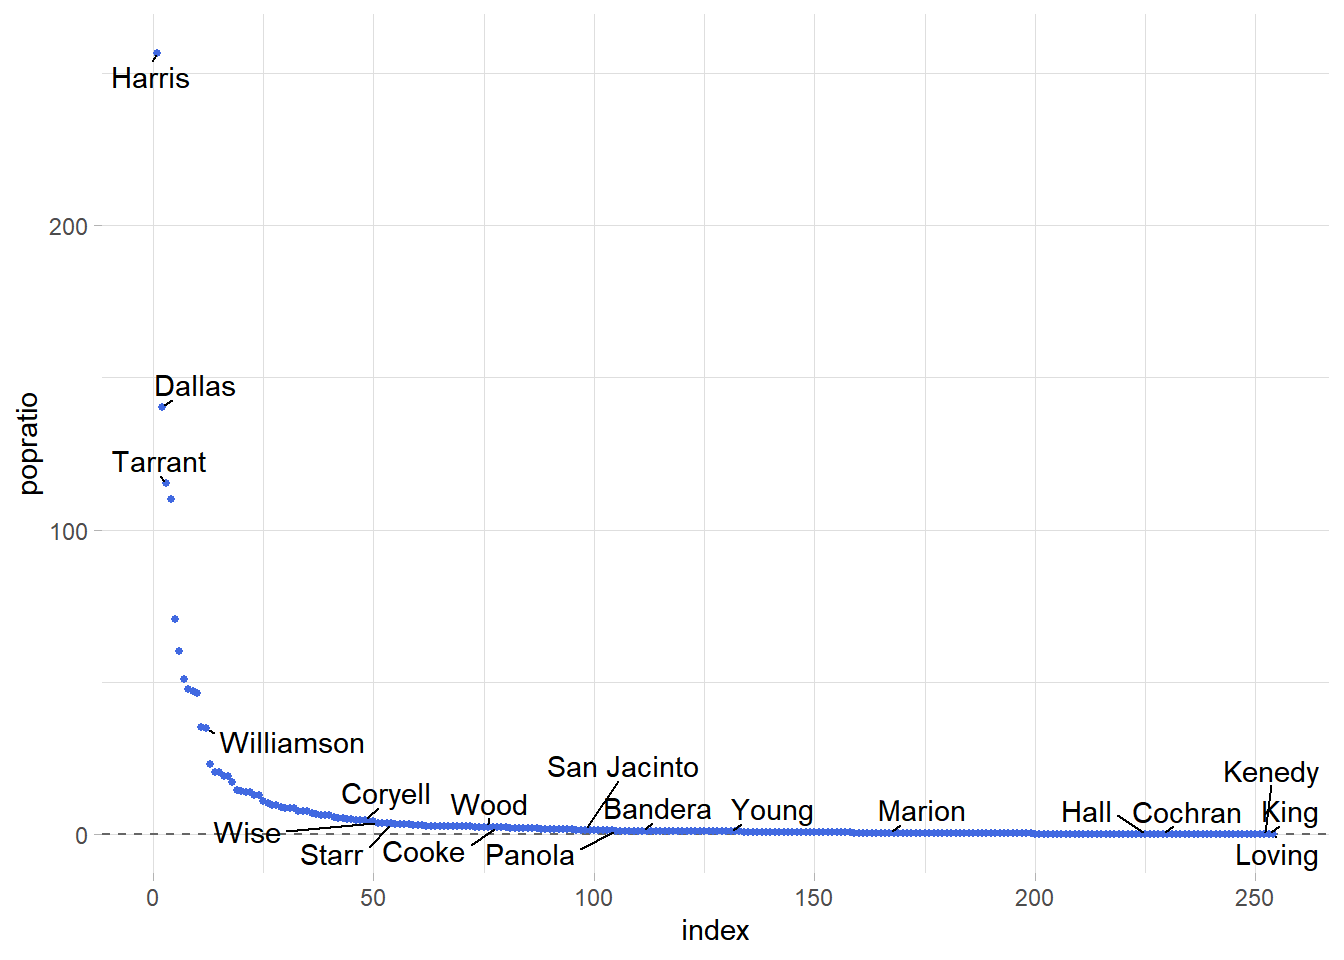 Harris
200
Dallas
Tarrant
100
Williamson
San Jacinto
Kenedy
Coryell
Wood
Bandera
Young
Marion
Hall
Cochran
King
0
Wise
Starr
Cooke
Panola
Loving
0
50
100
150
200
250
index
popratio